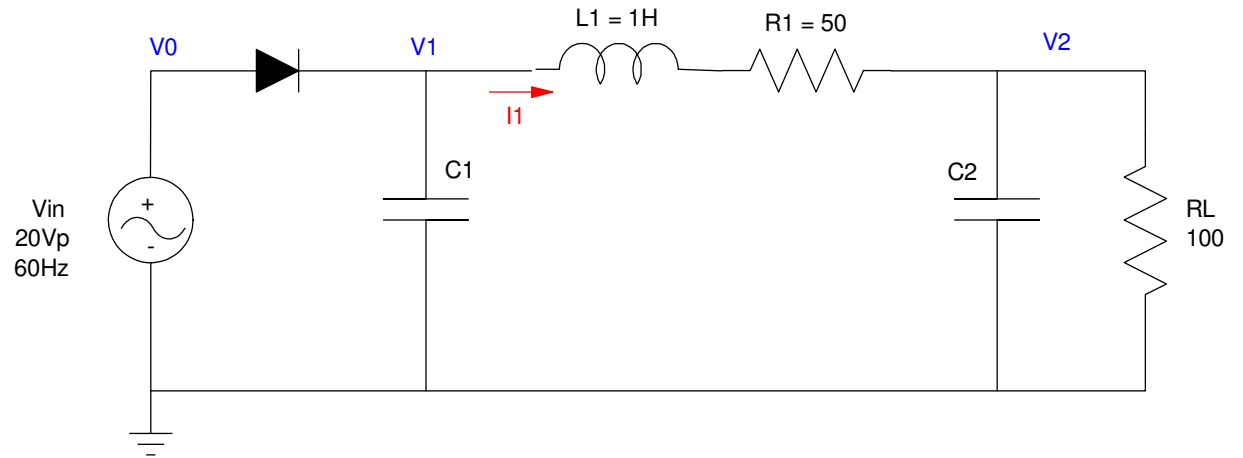 L1 = 1H
R1 = 50
V0
V1
V2
I1
C1
C2
Vin
20Vp
60Hz
+
-
RL
100